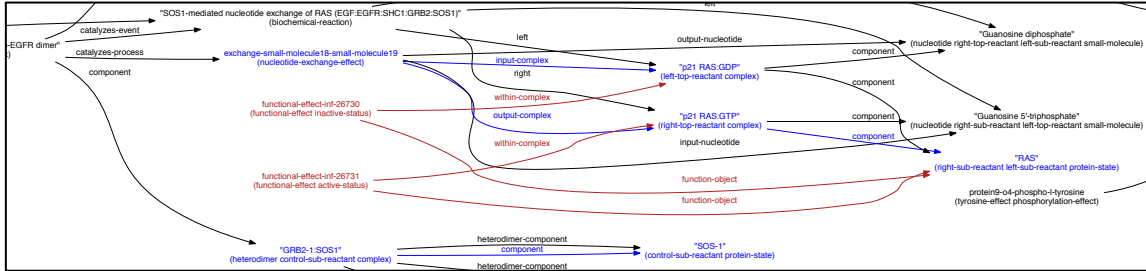 left
"SOS1-mediated nucleotide exchange of RAS (EGF:EGFR:SHC1:GRB2:SOS1)"
(biochemical-reaction)
catalyzes-event
-EGFR dimer"
catalyzes-process
component
exchange-small-molecule18-small-molecule19
(nucleotide-exchange-effect)
left
output-nucleotide
input-complex
right
"Guanosine diphosphate"
(nucleotide right-top-reactant left-sub-reactant small-molecule)
component
"p21 RAS:GDP"
(left-top-reactant complex)
component
within-complex
functional-effect-inf-26730
(functional-effect inactive-status)
output-complex
"p21 RAS:GTP"
(right-top-reactant complex)
component
"Guanosine 5'-triphosphate"
(nucleotide right-sub-reactant left-top-reactant small-molecule)
component
within-complex
input-nucleotide
"RAS"
(right-sub-reactant left-sub-reactant protein-state)
functional-effect-inf-26731
(functional-effect active-status)
function-object
function-object
protein9-o4-phospho-l-tyrosine
(tyrosine-effect phosphorylation-effect)
"GRB2-1:SOS1"
(heterodimer control-sub-reactant complex)
heterodimer-component
component
heterodimer-component
"SOS-1"
(control-sub-reactant protein-state)